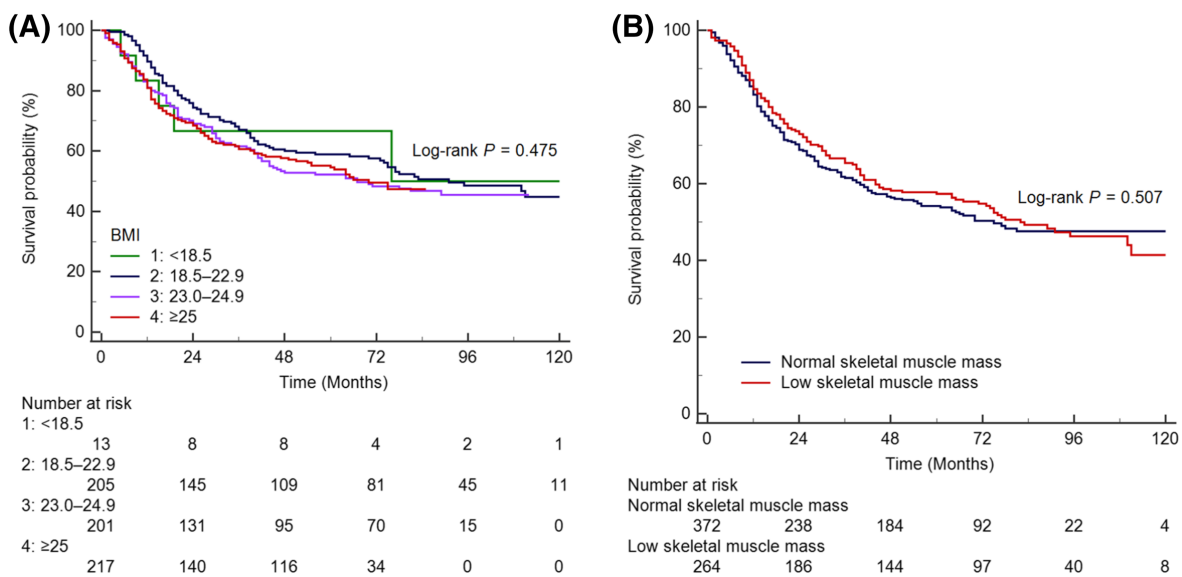 (A)
Survival probability (%)
100
80
60
40
20
0
Log-rank P = 0.475
BMI
1: <18.5
2: 18.5–22.9
3: 23.0–24.9
4: ≥25
0 24 48 72 96 120
Time (Months)
Number at risk
1: <18.5
13 8 8 4 2 1
2: 18.5–22.9
205 145 109 81 45 11
3: 23.0–24.9
201 131 95 70 15 0
4: ≥25
217 140 116 34 0 0
(B)
Survival probability (%)
100
80
60
40
20
0
Log-rank P = 0.507
Normal skeletal muscle mass
Low skeletal muscle mass
0 24 48 72 96 120
Time (Months)
Number at risk
Normal skeletal muscle mass
372 238 184 92 22 4
Low skeletal muscle mass
264 186 144 97 40 8